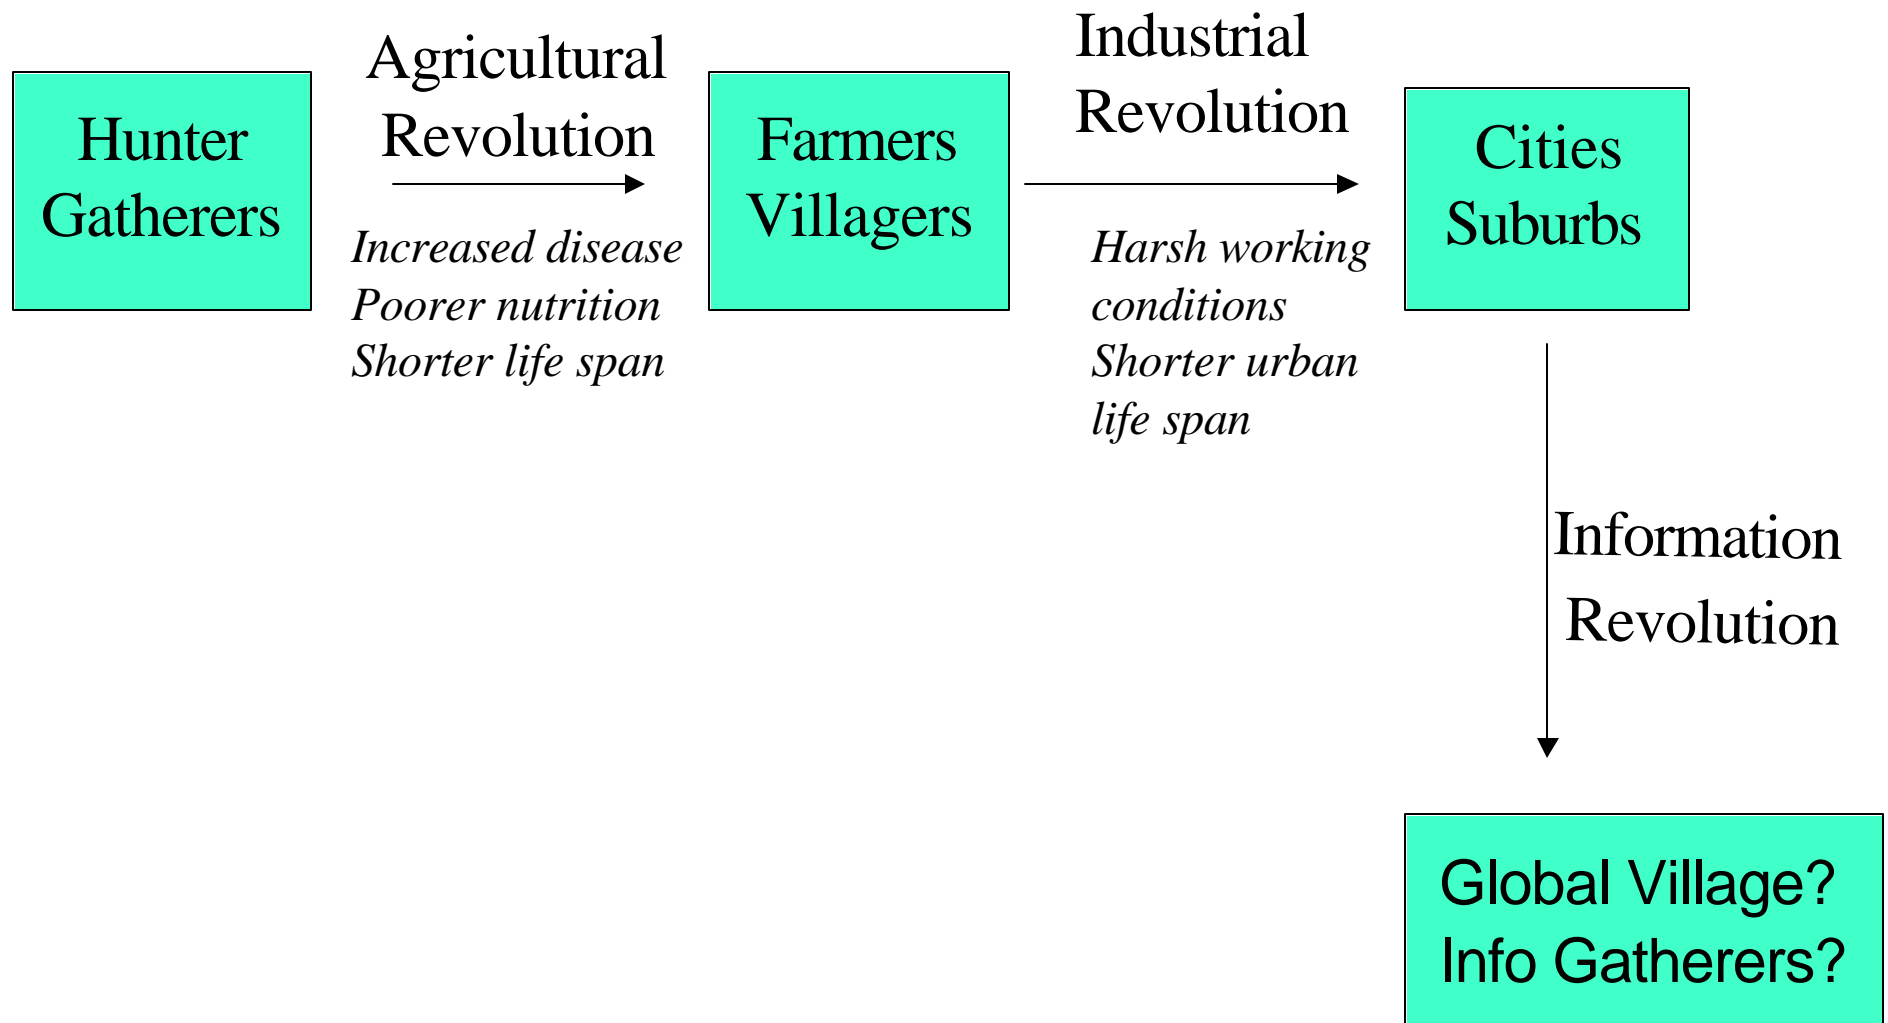 Hunter
Gatherers
Agricultural
Revolution
Increased disease
Poorer nutrition
Shorter life span
Farmers
Villagers
Industrial
Revolution
Harsh working
conditions
Shorter urban
life span
Cities
Suburbs
Information
Revolution
Global Village?
Info Gatherers?